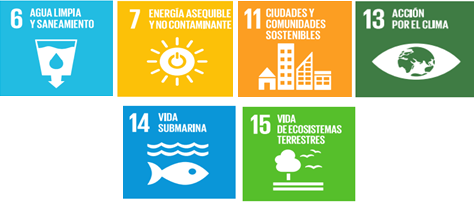 6 AGUA LIMPIA
Y SANEAMIENTO
7 ENERGÍA ASEQUIBLE
Y NO CONTAMINANTE
11 CIUDADES Y
COMUNIDADES
SOSTENIBLES
13 ACCIÓN
POR EL CLIMA
14 VIDA
SUBMARINA
15 VIDA
DE ECOSISTEMAS
TERRESTRES